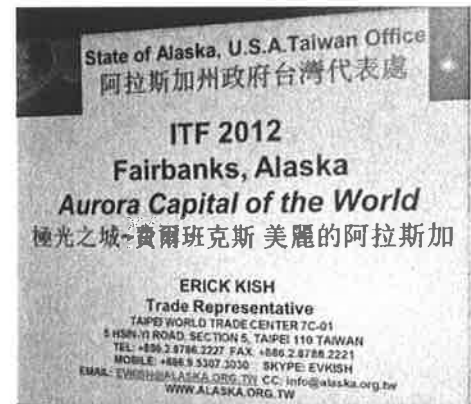 State of Alaska, U.S.A.Taiwan Office
阿拉斯加州政府台灣代表處
ITF 2012
Fairbanks, Alaska
Aurora Capital of the World
極光之城~費爾班克斯 美麗的阿拉斯加
ERICK KISH
Trade Representative
TAIPEI WORLD TRADE CENTER 7C-01
5 HSIN-YI ROAD, SECTION 5, TAIPEI 110 TAIWAN
TEL: +886.2.8786.2227 FAX: +886.2.8786.2221
MOBILE: +886.9.5307.3030 SKYPE: EVKISH
EMAIL: EVKISH@ALASKA.ORG.TW CC: info@alaska.org.tw
WWW.ALASKA.ORG.TW